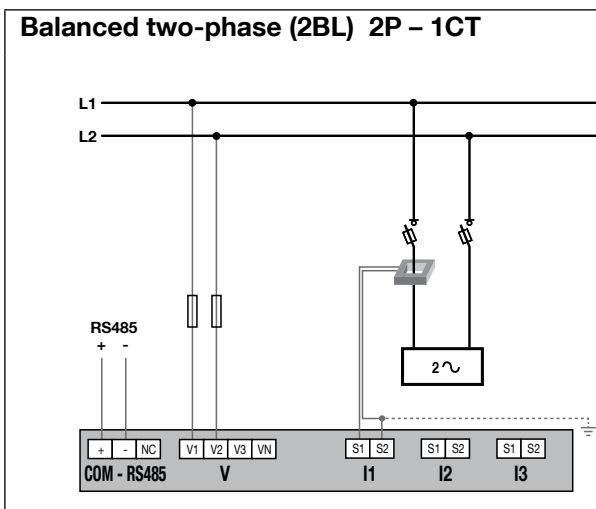 Balanced two-phase (2BL) 2P – 1CT
L1
L2
RS485
+ -
2
+ - NC V1 V2 V3 VN S1 S2 S1 S2 S1 S2
COM - RS485 V I1 I2 I3